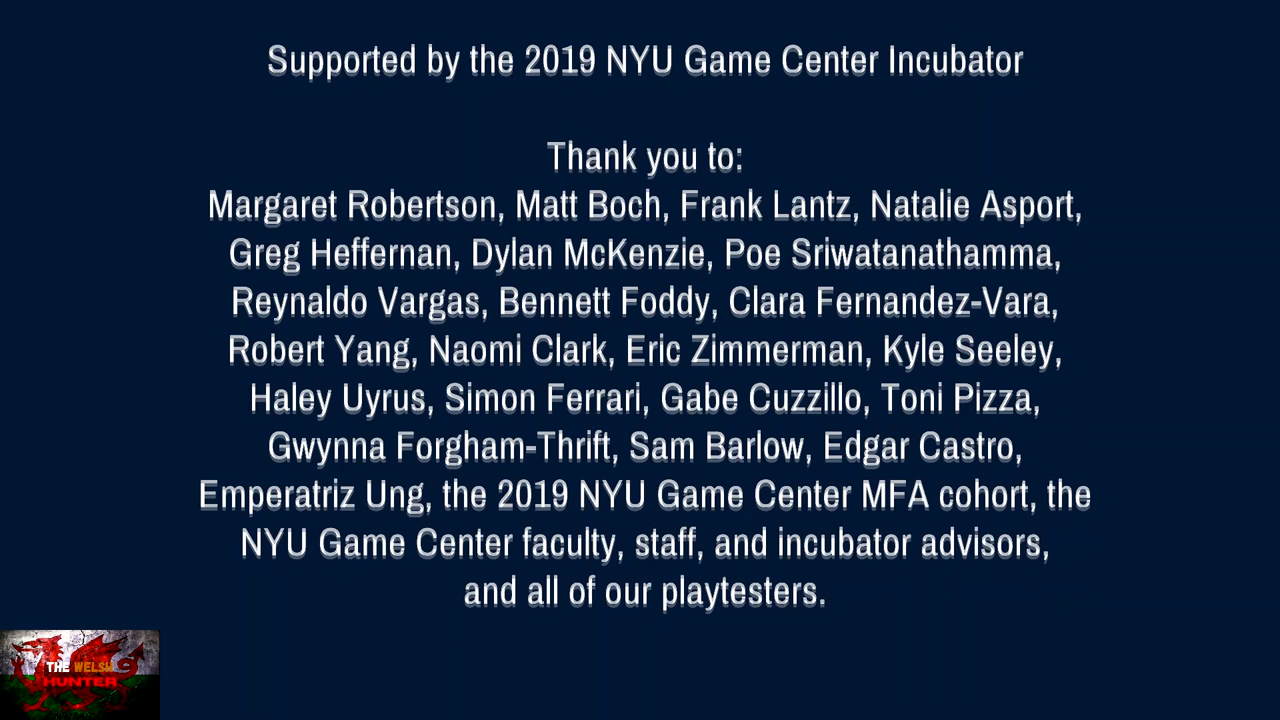 Supported by the 2019 NYU Game Center Incubator
Thank you to:
Margaret Robertson, Matt Boch, Frank Lantz, Natalie Asport,
Greg Heffernan, Dylan McKenzie, Poe Sriwatanathamma,
Reynaldo Vargas, Bennett Foddy, Clara Fernandez-Vara,
Robert Yang, Naomi Clark, Eric Zimmerman, Kyle Seeley,
Haley Uyrus, Simon Ferrari, Gabe Cuzzillo, Toni Pizza,
Gwynna Forgham-Thrift, Sam Barlow, Edgar Castro,
Emperatriz Ung, the 2019 NYU Game Center MFA cohort, the
NYU Game Center faculty, staff, and incubator advisors,
and all of our playtesters.
THE WELSH
HUNTER